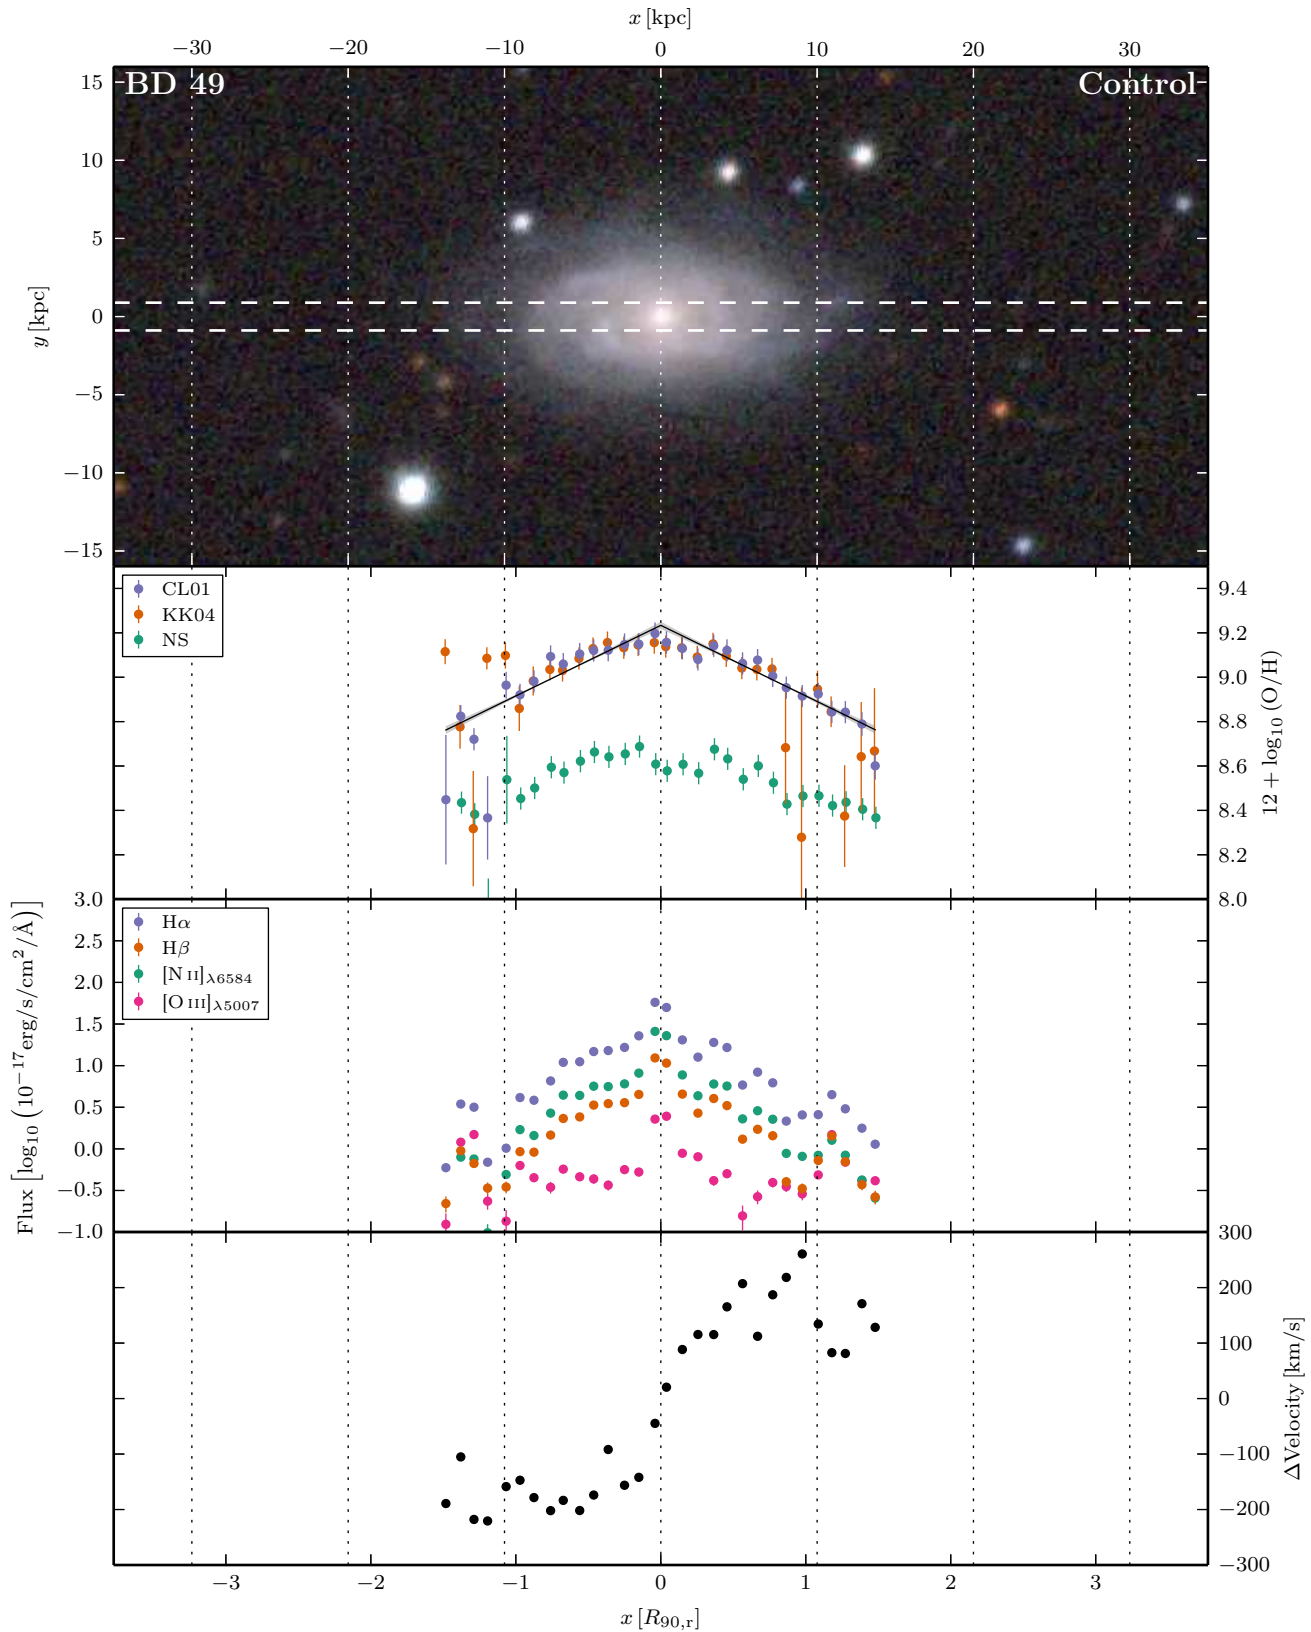 x [kpc]
−30 −20 −10 0 10 20 30
BD 49 Control
15
10
5
0
−5
−10
−15
y [kpc]
CL01
KK04
NS
9.4
9.2
9.0
8.8
8.6
8.4
8.2
8.0
12 + log₁₀ (O/H)
Hα
Hβ
[N II]λ6584
[O III]λ5007
3.0
2.5
2.0
1.5
1.0
0.5
0.0
−0.5
−1.0
Flux [log₁₀ (10⁻¹⁷erg/s/cm²/Å)]
300
200
100
0
−100
−200
−300
ΔVelocity [km/s]
−3 −2 −1 0 1 2 3
x [R₉₀,r]